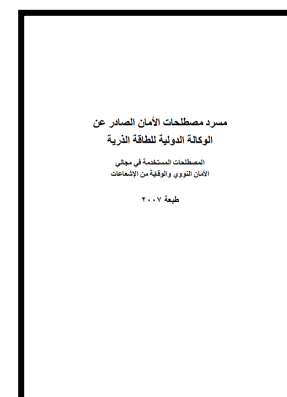 مسرد مصطلحات الأمان الصادر عن
الوكالة الدولية للطاقة الذرية
المصطلحات المستخدمة في مجالي
الأمان النووي والوقاية من الإشعاعات
طبعة ٢٠٠٧